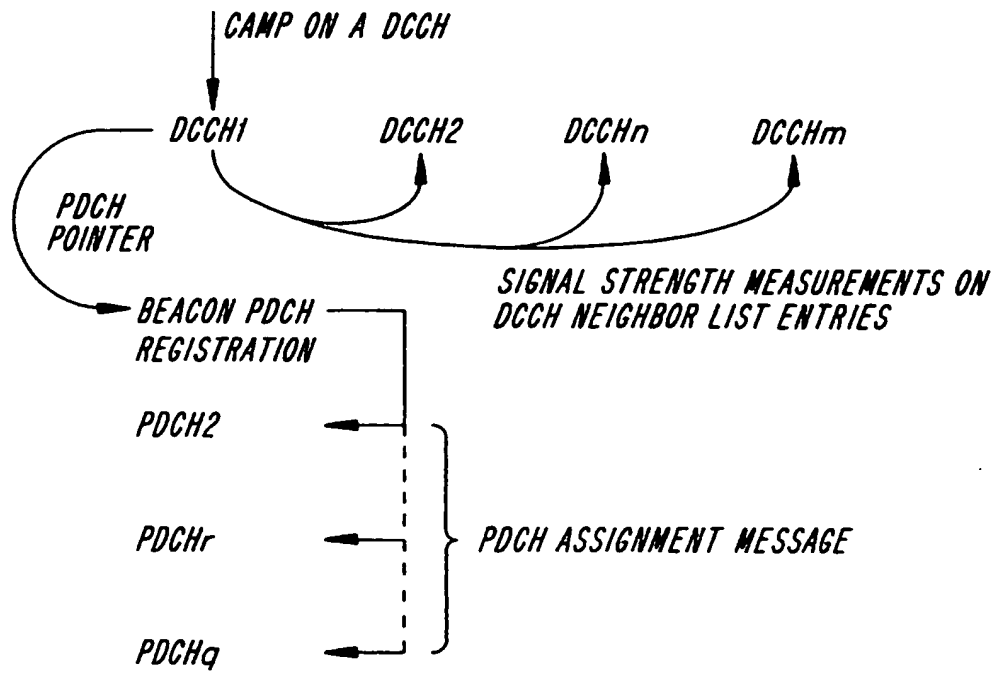 CAMP ON A DCCH
DCCH1
DCCH2
DCCHn
DCCHm
PDCH
POINTER
SIGNAL STRENGTH MEASUREMENTS ON
DCCH NEIGHBOR LIST ENTRIES
BEACON PDCH
REGISTRATION
PDCH2
PDCHr
PDCH ASSIGNMENT MESSAGE
PDCHq